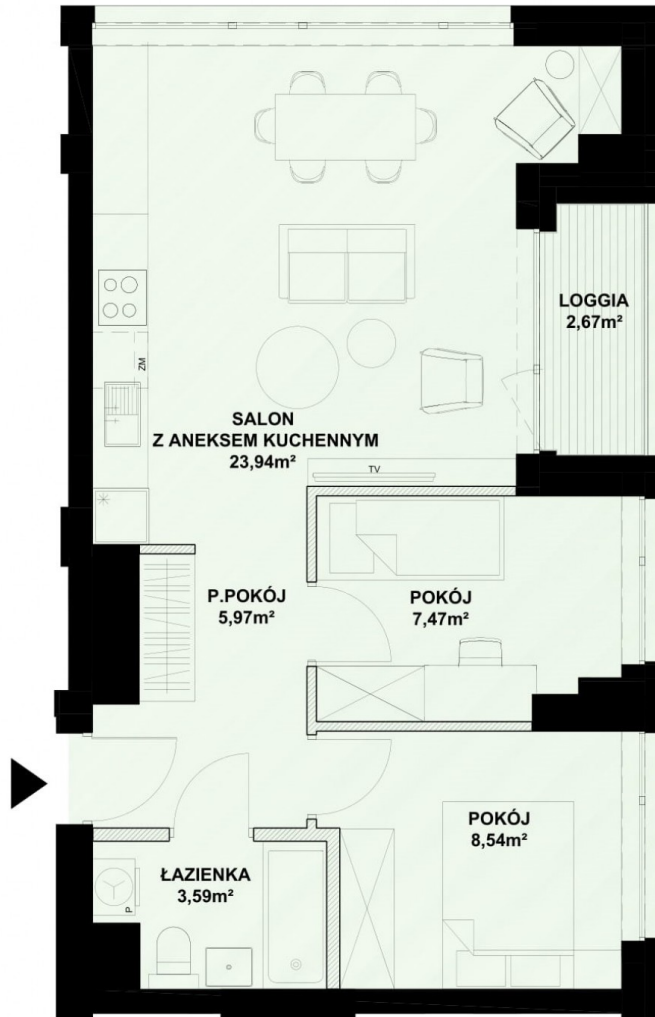 LOGGIA
2,67m²
ZM
SALON
Z ANEKSEM KUCHENNYM
23,94m²
TV
P.POKÓJ
5,97m²
POKÓJ
7,47m²
POKÓJ
8,54m²
ŁAZIENKA
3,59m²
P